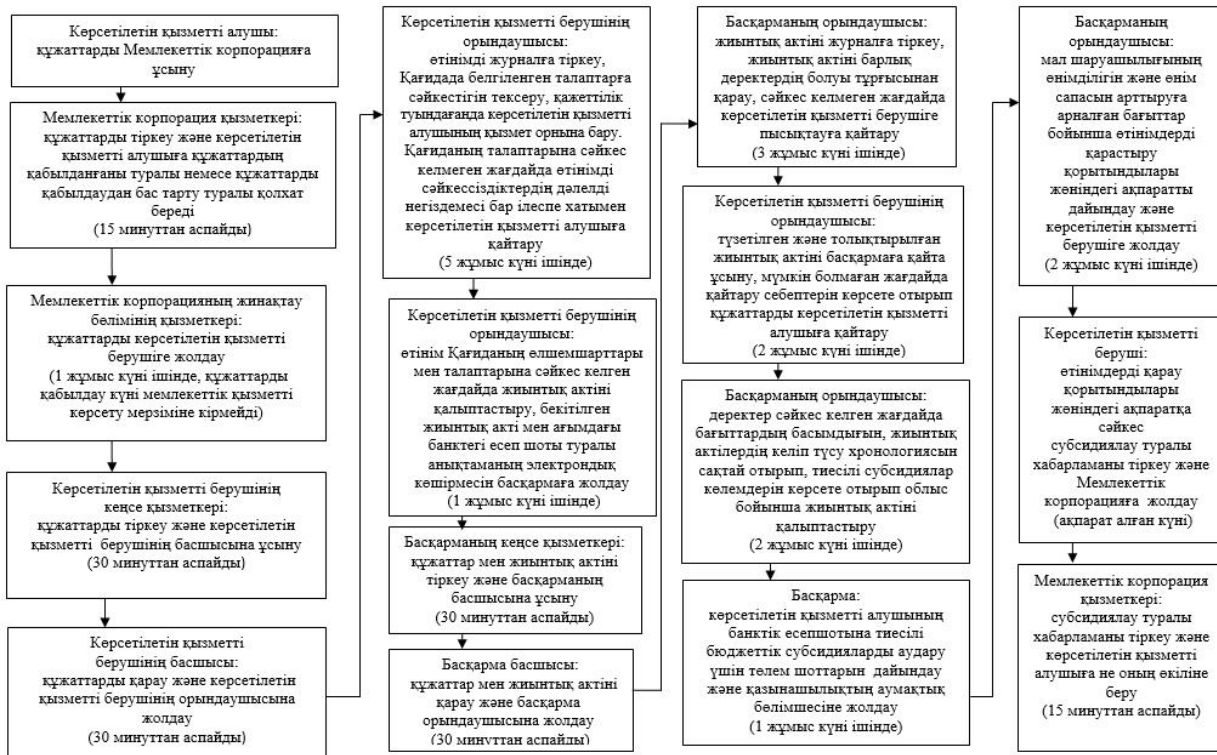 Көрсетілетін қызметті алушы:
құжаттарды Мемлекеттік корпорацияға
ұсыну
Мемлекеттік корпорация қызметкері:
құжаттарды тіркеу және көрсетілетін
қызметті алушыға құжаттардың
қабылданғаны туралы немесе құжаттарды
қабылдаудан бас тарту туралы қолхат
береді
(15 минуттан аспайды)
Мемлекеттік корпорацияның жинақтау
бөлімінің қызметкері:
құжаттарды көрсетілетін қызметті
берушіге жолдау
(1 жұмыс күні ішінде, құжаттарды
қабылдау күні мемлекеттік қызметті
көрсету мерзіміне кірмейді)
Көрсетілетін қызметті берушінің
кеңсе қызметкері:
құжаттарды тіркеу және көрсетілетін
қызметті берушінің басшысына ұсыну
(30 минуттан аспайды)
Көрсетілетін қызметті
берушінің басшысы:
құжаттарды қарау және көрсетілетін
қызметті берушінің орындаушысына
жолдау
(30 минуттан аспайды)
Көрсетілетін қызметті берушінің
орындаушысы:
өтінімді журналға тіркеу,
Қағидада белгіленген талаптарға
сәйкестігін тексеру, қажеттілік
туындағанда көрсетілетін қызметті
алушының қызмет орнына бару.
Қағиданың талаптарына сәйкес
келмеген жағдайда өтінімді
сәйкессіздіктердің дәлелді
негіздемесі бар ілеспе хатымен
көрсетілетін қызметті алушыға
қайтару
(5 жұмыс күні ішінде)
Көрсетілетін қызметті берушінің
орындаушысы:
өтінім Қағиданың өлшемшарттары
мен талаптарына сәйкес келген
жағдайда жиынтық актіні
қалыптастыру, бекітілген
жиынтық акті мен ағымдағы
банктегі есеп шоты туралы
анықтаманың электрондық
көшірмесін басқармаға жолдау
(1 жұмыс күні ішінде)
Басқарманың кеңсе қызметкері:
құжаттар мен жиынтық актіні
тіркеу және басқарманың
басшысына ұсыну
(30 минуттан аспайды)
Басқарма басшысы:
құжаттар мен жиынтық актіні
қарау және басқарма
орындаушысына жолдау
(30 минуттан аспайды)
Басқарманың орындаушысы:
жиынтық актіні журналға тіркеу,
жиынтық актіні барлық
деректердің болуы тұрғысынан
қарау, сәйкес келмеген жағдайда
көрсетілетін қызметті берушіге
пысықтауға қайтару
(3 жұмыс күні ішінде)
Көрсетілетін қызметті берушінің
орындаушысы:
түзетілген және толықтырылған
жиынтық актіні басқармаға қайта
ұсыну, мүмкін болмаған жағдайда
қайтару себептерін көрсете отырып
құжаттарды көрсетілетін қызметті
алушыға қайтару
(2 жұмыс күні ішінде)
Басқарманың орындаушысы:
деректер сәйкес келген жағдайда
бағыттардың басымдығын, жиынтық
актілердің келіп түсу хронологиясын
сақтай отырып, тиесілі субсидиялар
көлемдерін көрсете отырып облыс
бойынша жиынтық актіні
қалыптастыру
(2 жұмыс күні ішінде)
Басқарма:
көрсетілетін қызметті алушының
банктік есепшотына тиесілі
бюджеттік субсидияларды аудару
үшін төлем шоттарын дайындау
және қазынашылықтың аумақтық
бөлімшесіне жолдау
(1 жұмыс күні ішінде)
Басқарманың
орындаушысы:
мал шаруашылығының
өнімділігін және өнім
сапасын арттыруға
арналған бағыттар
бойынша өтінімдерді
қарастыру
қорытындылары
жөніндегі ақпаратты
дайындау және
көрсетілетін қызметті
берушіге жолдау
(2 жұмыс күні ішінде)
Көрсетілетін қызметті
беруші:
өтінімдерді қарау
қорытындылары
жөніндегі ақпаратқа
сәйкес
субсидиялау туралы
хабарламаны тіркеу және
Мемлекеттік
корпорацияға жолдау
(ақпарат алған күні)
Мемлекеттік корпорация
қызметкері:
субсидиялау туралы
хабарламаны тіркеу және
көрсетілетін қызметті
алушыға не оның өкіліне
беру
(15 минуттан аспайды)